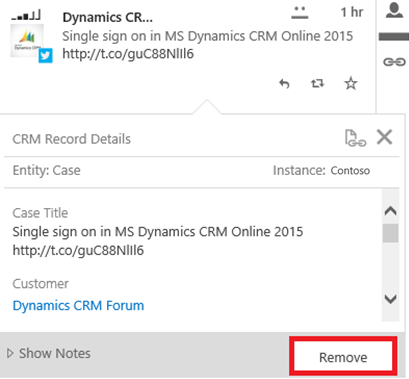 Dynamics CR...
1 hr
Single sign on in MS Dynamics CRM Online 2015
http://t.co/guC88NlIl6
CRM Record Details
Entity: Case
Instance: Contoso
Case Title
Single sign on in MS Dynamics CRM Online 2015
http://t.co/guC88NlIl6
Customer
Dynamics CRM Forum
Show Notes
Remove